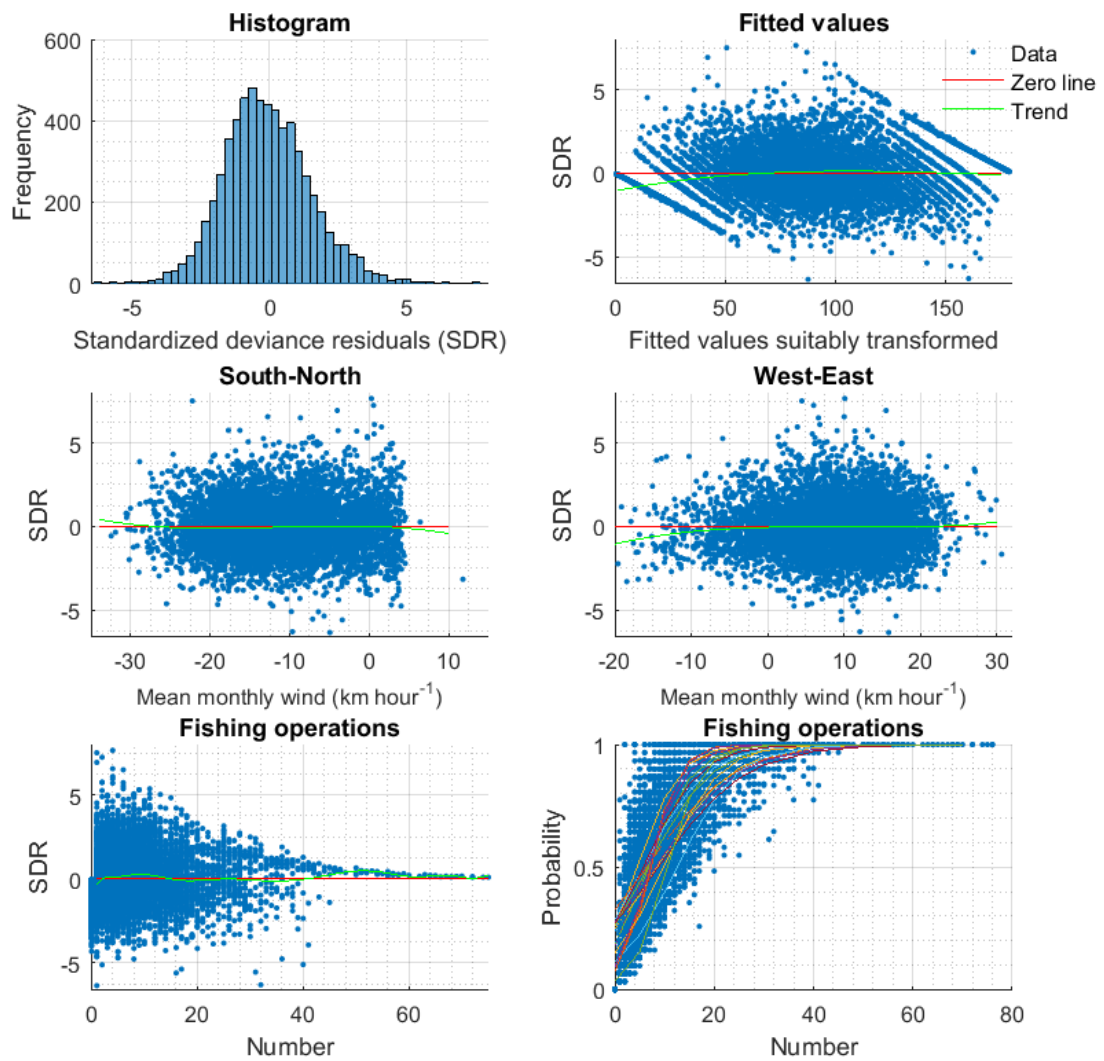 Histogram
600
400
200
0
Frequency
-5 0 5
Standardized deviance residuals (SDR)
Fitted values
Data
Zero line
Trend
5
0
-5
SDR
0 50 100 150
Fitted values suitably transformed
South-North
5
0
-5
SDR
-30 -20 -10 0 10
Mean monthly wind (km hour-1)
West-East
5
0
-5
SDR
-20 -10 0 10 20 30
Mean monthly wind (km hour-1)
Fishing operations
5
0
-5
SDR
0 20 40 60
Number
Fishing operations
1
0.5
0
Probability
0 20 40 60 80
Number